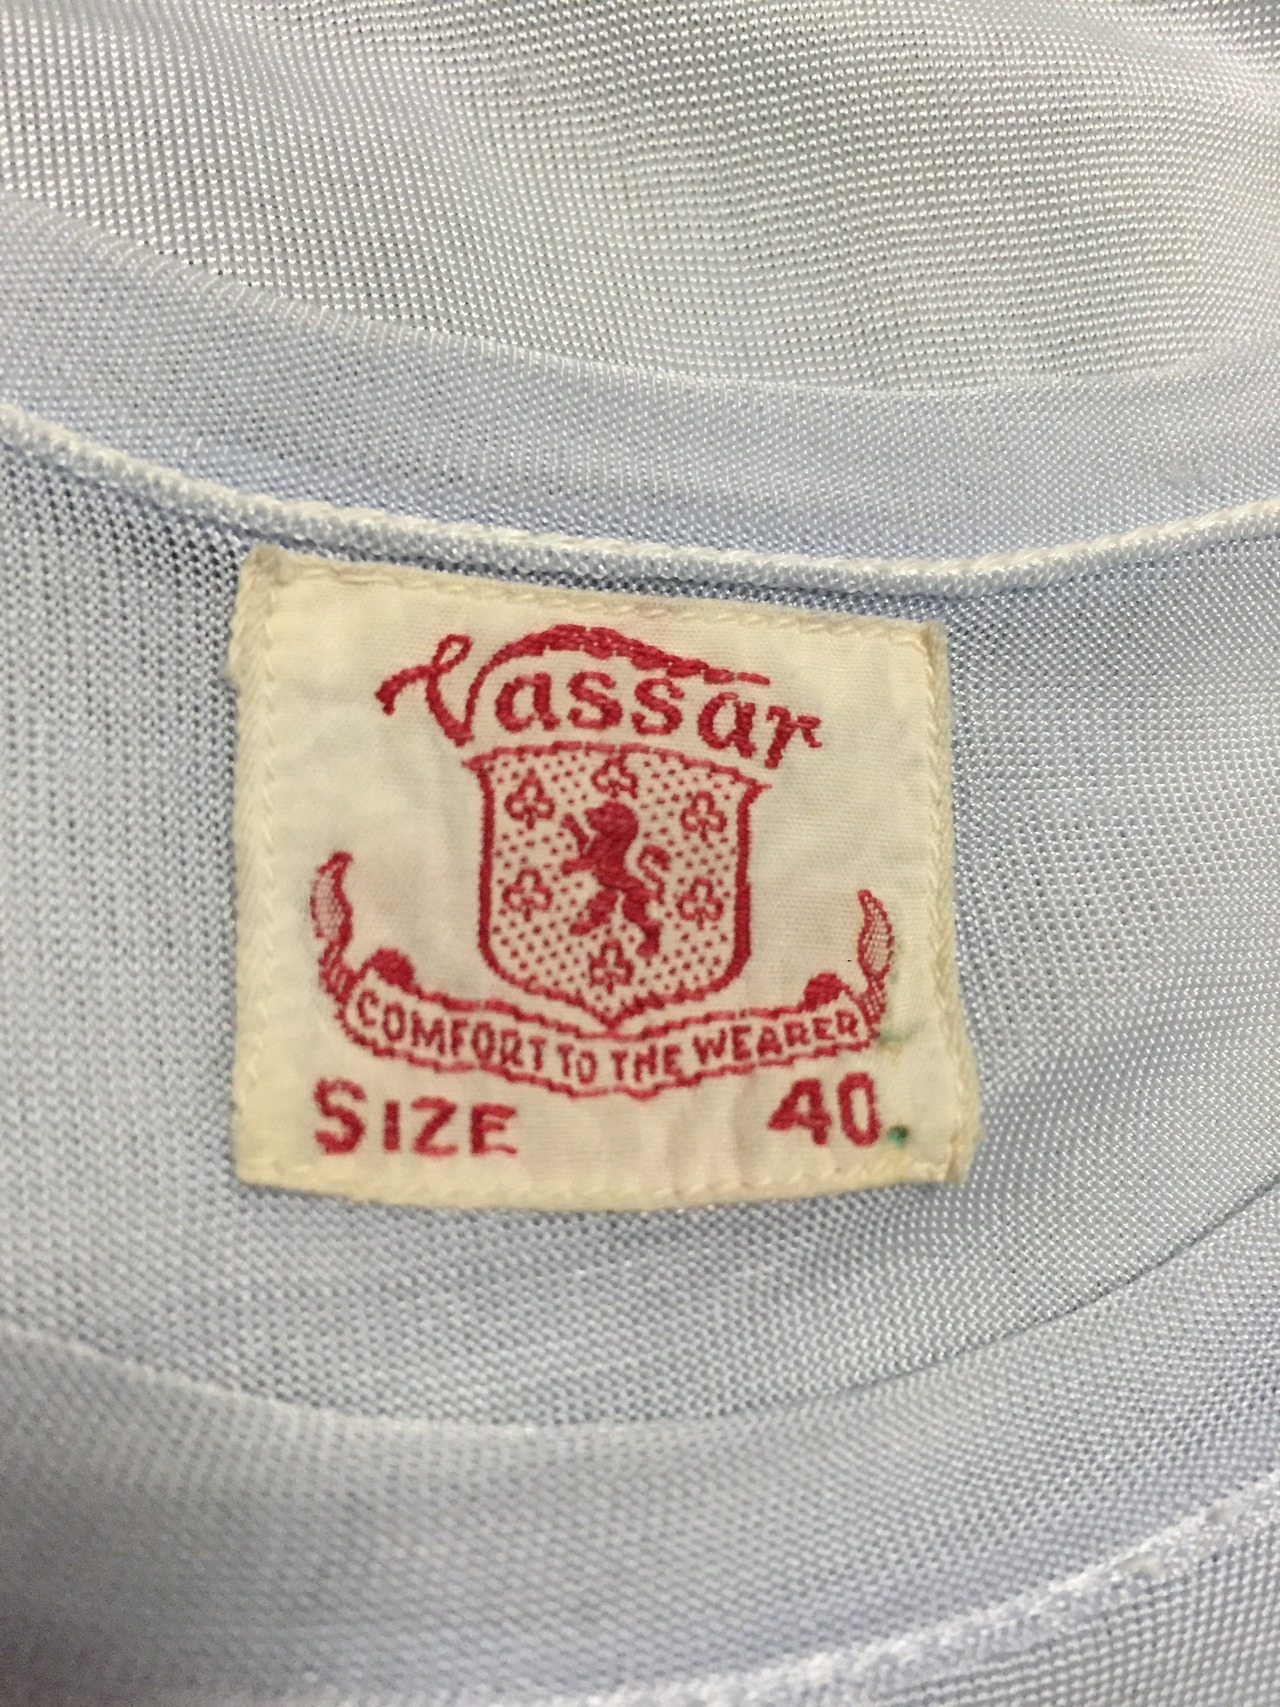 Vassar
COMFORT TO THE WEARER
SIZE 40